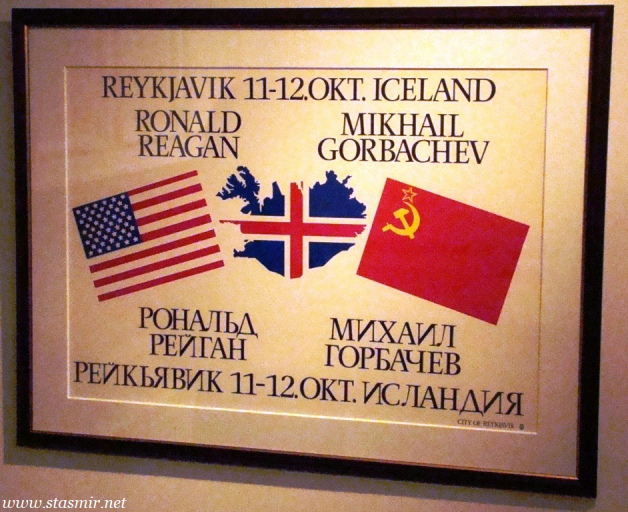 REYKJAVIK 11-12.OKT. ICELAND
RONALD REAGAN
MIKHAIL GORBACHEV
РОНАЛЬД РЕЙГАН
МИХАИЛ ГОРБАЧЕВ
РЕЙКЬЯВИК 11-12.OKT. ИСЛАНДИЯ
CITY OF REYKJAVIK
www.stasmir.net